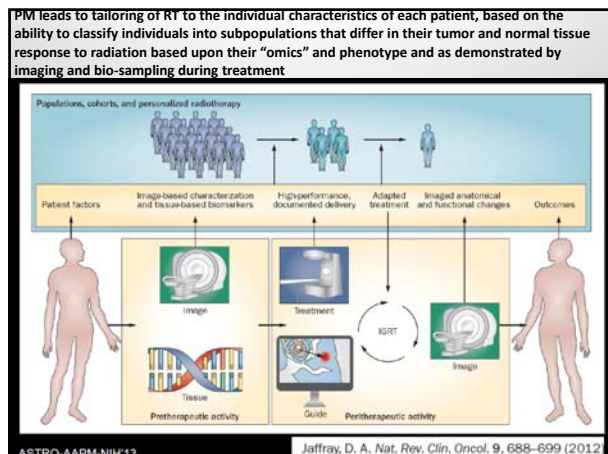 PM leads to tailoring of RT to the individual characteristics of each patient, based on the
ability to classify individuals into subpopulations that differ in their tumor and normal tissue
response to radiation based upon their “omics” and phenotype and as demonstrated by
imaging and bio-sampling during treatment
Populations, cohorts, and personalized radiotherapy
Patient factors
Image-based characterization
and tissue-based biomarkers
High-performance,
documented delivery
Adapted
treatment
Imaged anatomical
and functional changes
Outcomes
Image
Treatment
IGRT
Image
Tissue
Guide
Pretherapeutic activity
Peritherapeutic activity
ASTRO-AAPM-NIH'13
Jaffray, D. A. Nat. Rev. Clin. Oncol. 9, 688–699 (2012)